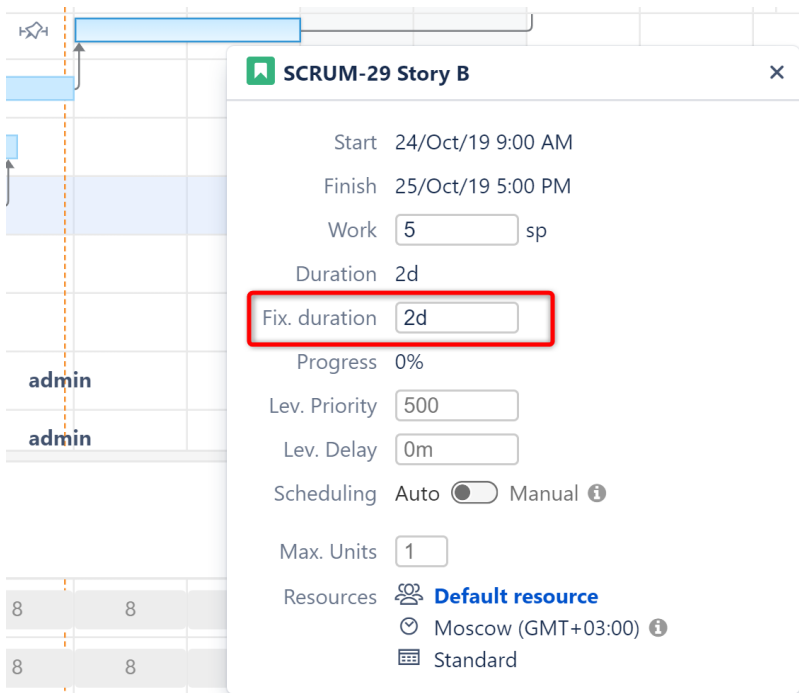 SCRUM-29 Story B
Start 24/Oct/19 9:00 AM
Finish 25/Oct/19 5:00 PM
Work 5 sp
Duration 2d
Fix. duration 2d
Progress 0%
admin
Lev. Priority 500
admin
Lev. Delay 0m
Scheduling Auto Manual
Max. Units 1
Resources Default resource
8 8
Moscow (GMT+03:00)
Standard
8 8